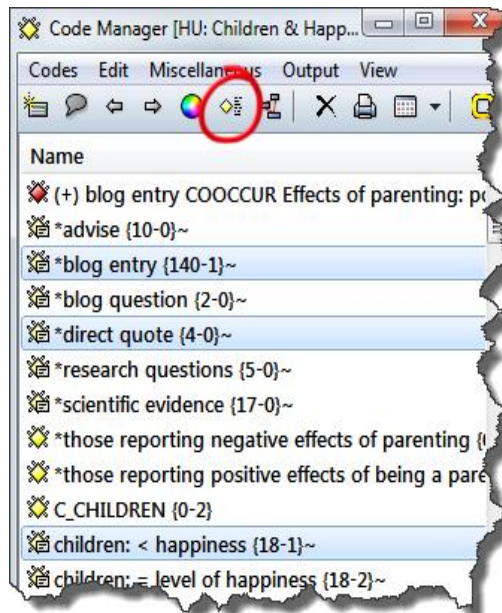 Code Manager [HU: Children & Happ...
Codes Edit Miscellaneous Output View
Name
(+) blog entry COOCCUR Effects of parenting:
*advise {10-0}~
*blog entry {140-1}~
*blog question {2-0}~
*direct quote {4-0}~
*research questions {5-0}~
*scientific evidence {17-0}~
*those reporting negative effects of parenting
*those reporting positive effects of being a
C_CHILDREN {0-2}
children: < happiness {18-1}~
children: = level of happiness {18-2}~